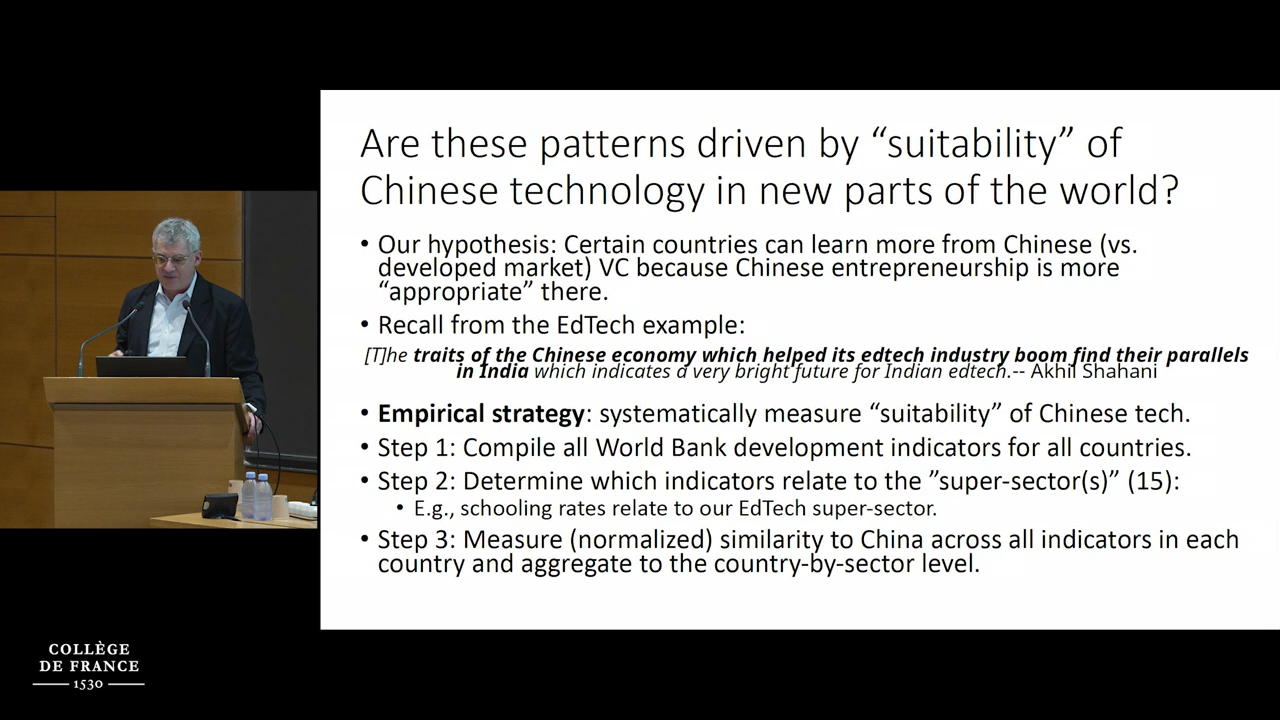 Are these patterns driven by “suitability” of
Chinese technology in new parts of the world?
• Our hypothesis: Certain countries can learn more from Chinese (vs.
developed market) VC because Chinese entrepreneurship is more
“appropriate” there.
• Recall from the EdTech example:
[T]he traits of the Chinese economy which helped its edtech industry boom find their parallels
in India which indicates a very bright future for Indian edtech.-- Akhil Shahani
• Empirical strategy: systematically measure “suitability” of Chinese tech.
• Step 1: Compile all World Bank development indicators for all countries.
• Step 2: Determine which indicators relate to the ”super-sector(s)” (15):
• E.g., schooling rates relate to our EdTech super-sector.
• Step 3: Measure (normalized) similarity to China across all indicators in each
country and aggregate to the country-by-sector level.
COLLÈGE
DE FRANCE
1530